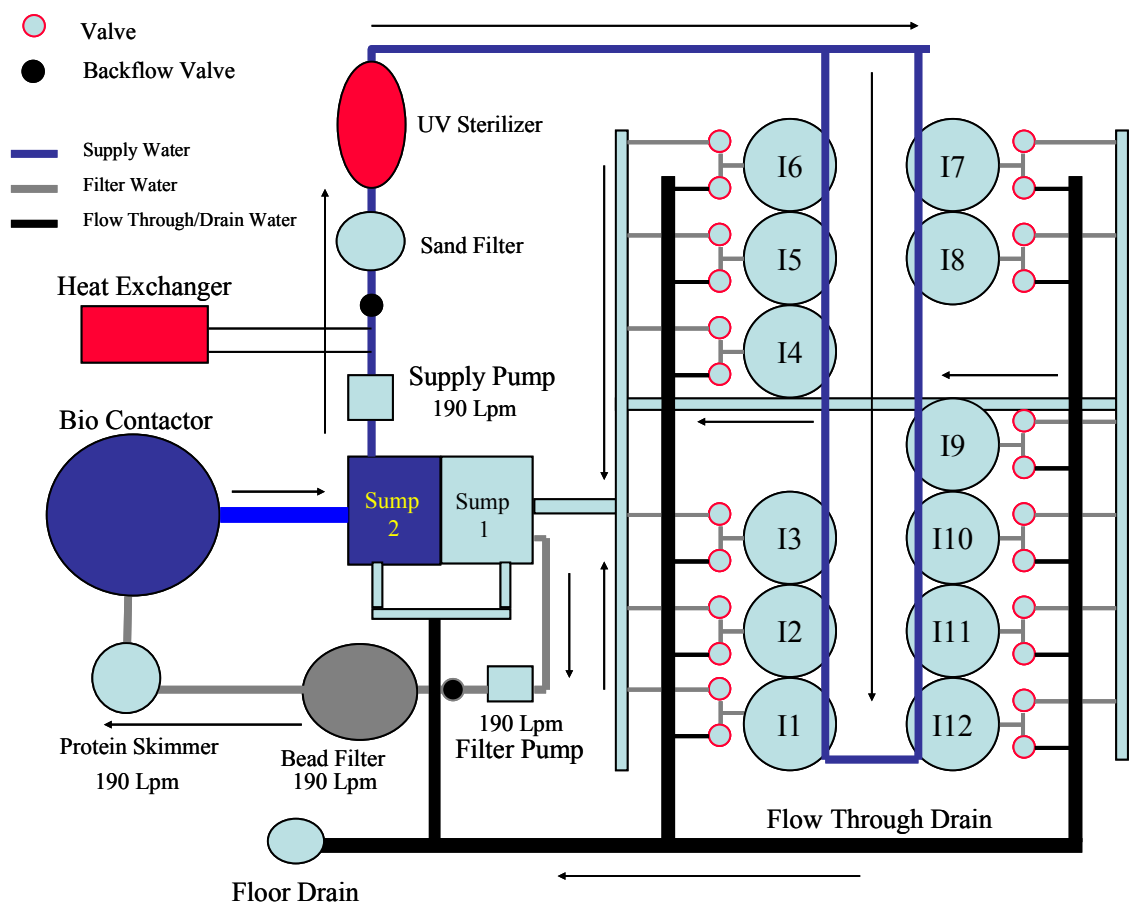 Valve
Backflow Valve
Supply Water
Filter Water
Flow Through/Drain Water
UV Sterilizer
Sand Filter
Heat Exchanger
Supply Pump
190 Lpm
Bio Contactor
Sump
2
Sump
1
Protein Skimmer
190 Lpm
Bead Filter
190 Lpm
190 Lpm
Filter Pump
Floor Drain
Flow Through Drain
I6
I7
I5
I8
I4
I9
I3
I10
I2
I11
I1
I12